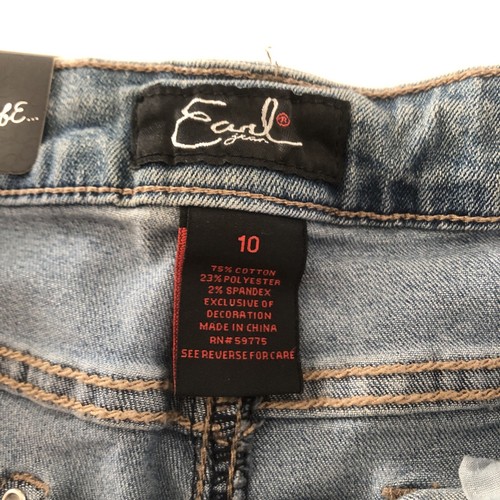 fE...
Earl®
jean
10
75% COTTON
23% POLYESTER
2% SPANDEX
EXCLUSIVE OF
DECORATION
MADE IN CHINA
RN# 59775
SEE REVERSE FOR CARE